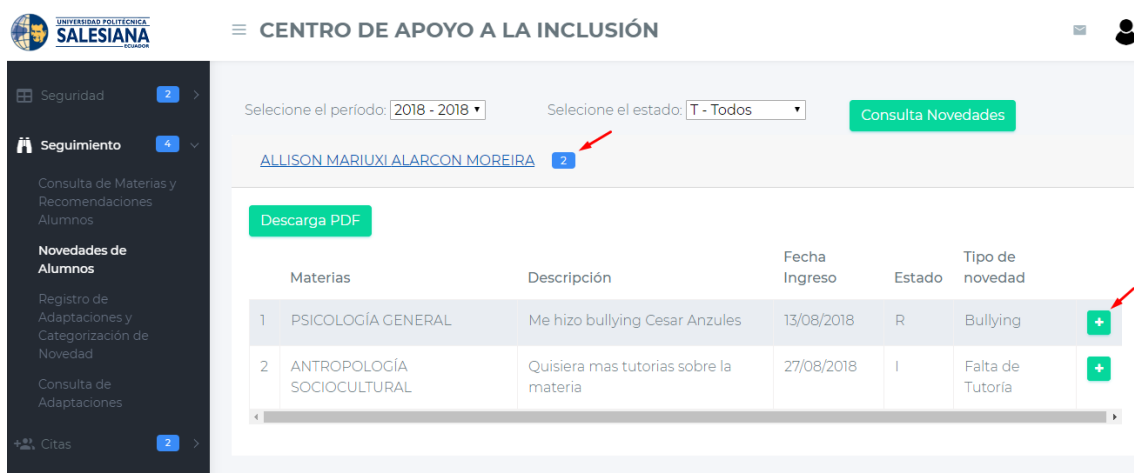 UNIVERSIDAD POLITÉCNICA
SALESIANA
ECUADOR
CENTRO DE APOYO A LA INCLUSIÓN
Seguridad 2
Seguimiento 4
Consulta de Materias y
Recomendaciones
Alumnos
Novedades de
Alumnos
Registro de
Adaptaciones y
Categorización de
Novedad
Consulta de
Adaptaciones
Citas 2
Selecione el período: 2018 - 2018 Selecione el estado: T - Todos Consulta Novedades
ALLISON MARIUXI ALARCON MOREIRA 2
Descarga PDF
Materias Descripción Fecha Ingreso Estado Tipo de novedad
1 PSICOLOGÍA GENERAL Me hizo bullying Cesar Anzules 13/08/2018 R Bullying +
2 ANTROPOLOGÍA SOCIOCULTURAL Quisiera mas tutorias sobre la materia 27/08/2018 I Falta de Tutoría +